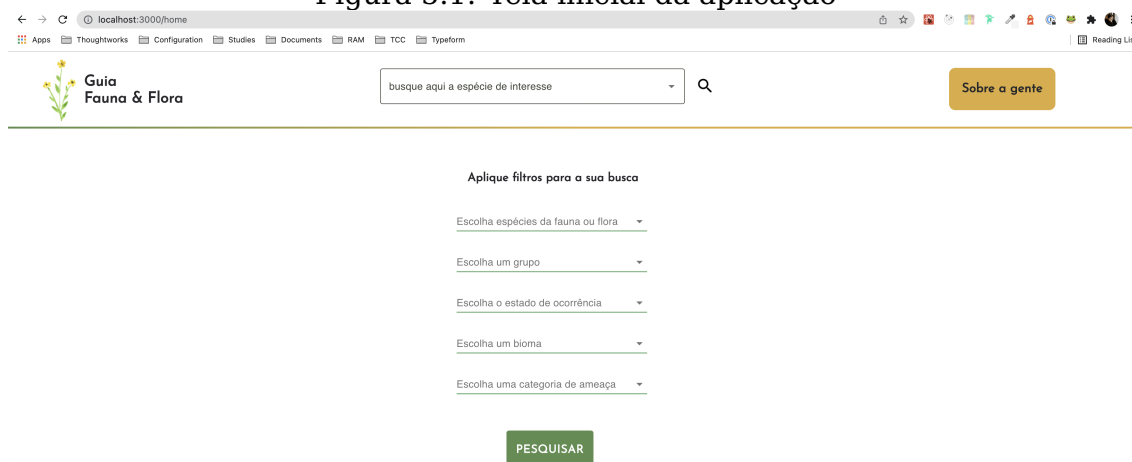 Figura 5.1: Tela inicial da aplicação
localhost:3000/home
Apps Thoughtworks Configuration Studies Documents RAM TCC Typeform Reading Lis
Guia
Fauna & Flora
busque aqui a espécie de interesse
Sobre a gente
Aplique filtros para a sua busca
Escolha espécies da fauna ou flora
Escolha um grupo
Escolha o estado de ocorrência
Escolha um bioma
Escolha uma categoria de ameaça
PESQUISAR